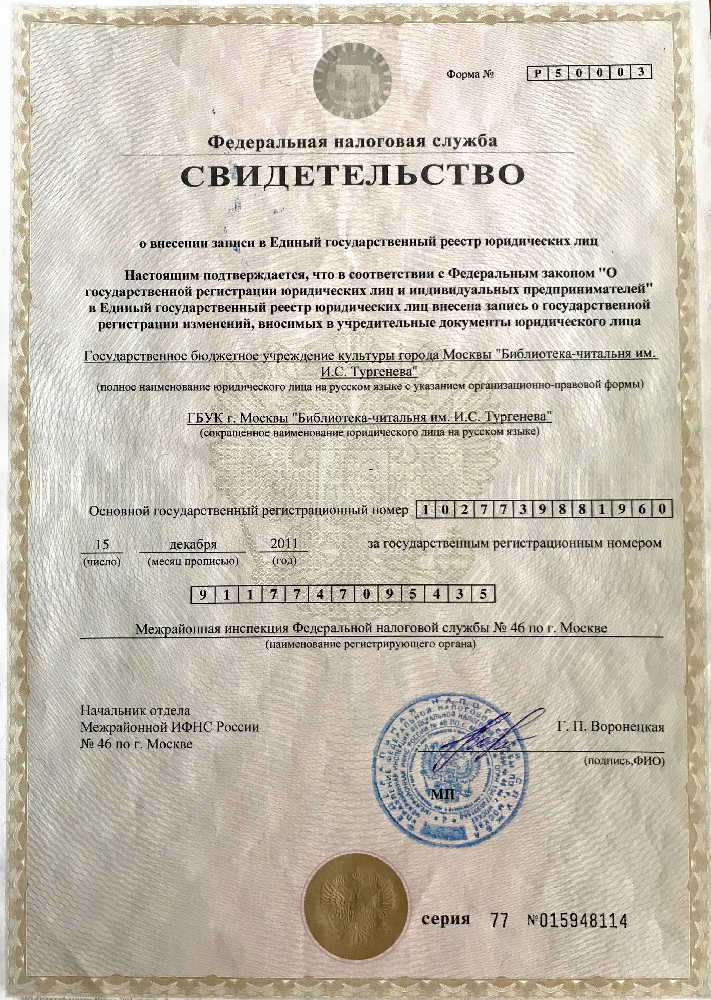 Форма № Р50003
Федеральная налоговая служба
СВИДЕТЕЛЬСТВО
о внесении записи в Единый государственный реестр юридических лиц
Настоящим подтверждается, что в соответствии с Федеральным законом "О
государственной регистрации юридических лиц и индивидуальных предпринимателей"
в Единый государственный реестр юридических лиц внесена запись о государственной
регистрации изменений, вносимых в учредительные документы юридического лица
Государственное бюджетное учреждение культуры города Москвы "Библиотека-читальня им.
И.С. Тургенева"
(полное наименование юридического лица на русском языке с указанием организационно-правовой формы)
ГБУК г. Москвы "Библиотека-читальня им. И.С. Тургенева"
(сокращенное наименование юридического лица на русском языке)
-
Основной государственный регистрационный номер 1027739881960
15 декабря 2011 за государственным регистрационным номером
(число) (месяц прописью) (год)
9117747095435
Межрайонная инспекция Федеральной налоговой службы № 46 по г. Москве
(наименование регистрирующего органа)
Начальник отдела
Межрайонной ИФНС России
№ 46 по г. Москве
Г. П. Воронецкая
(подпись,ФИО)
МП
серия 77 №015948114